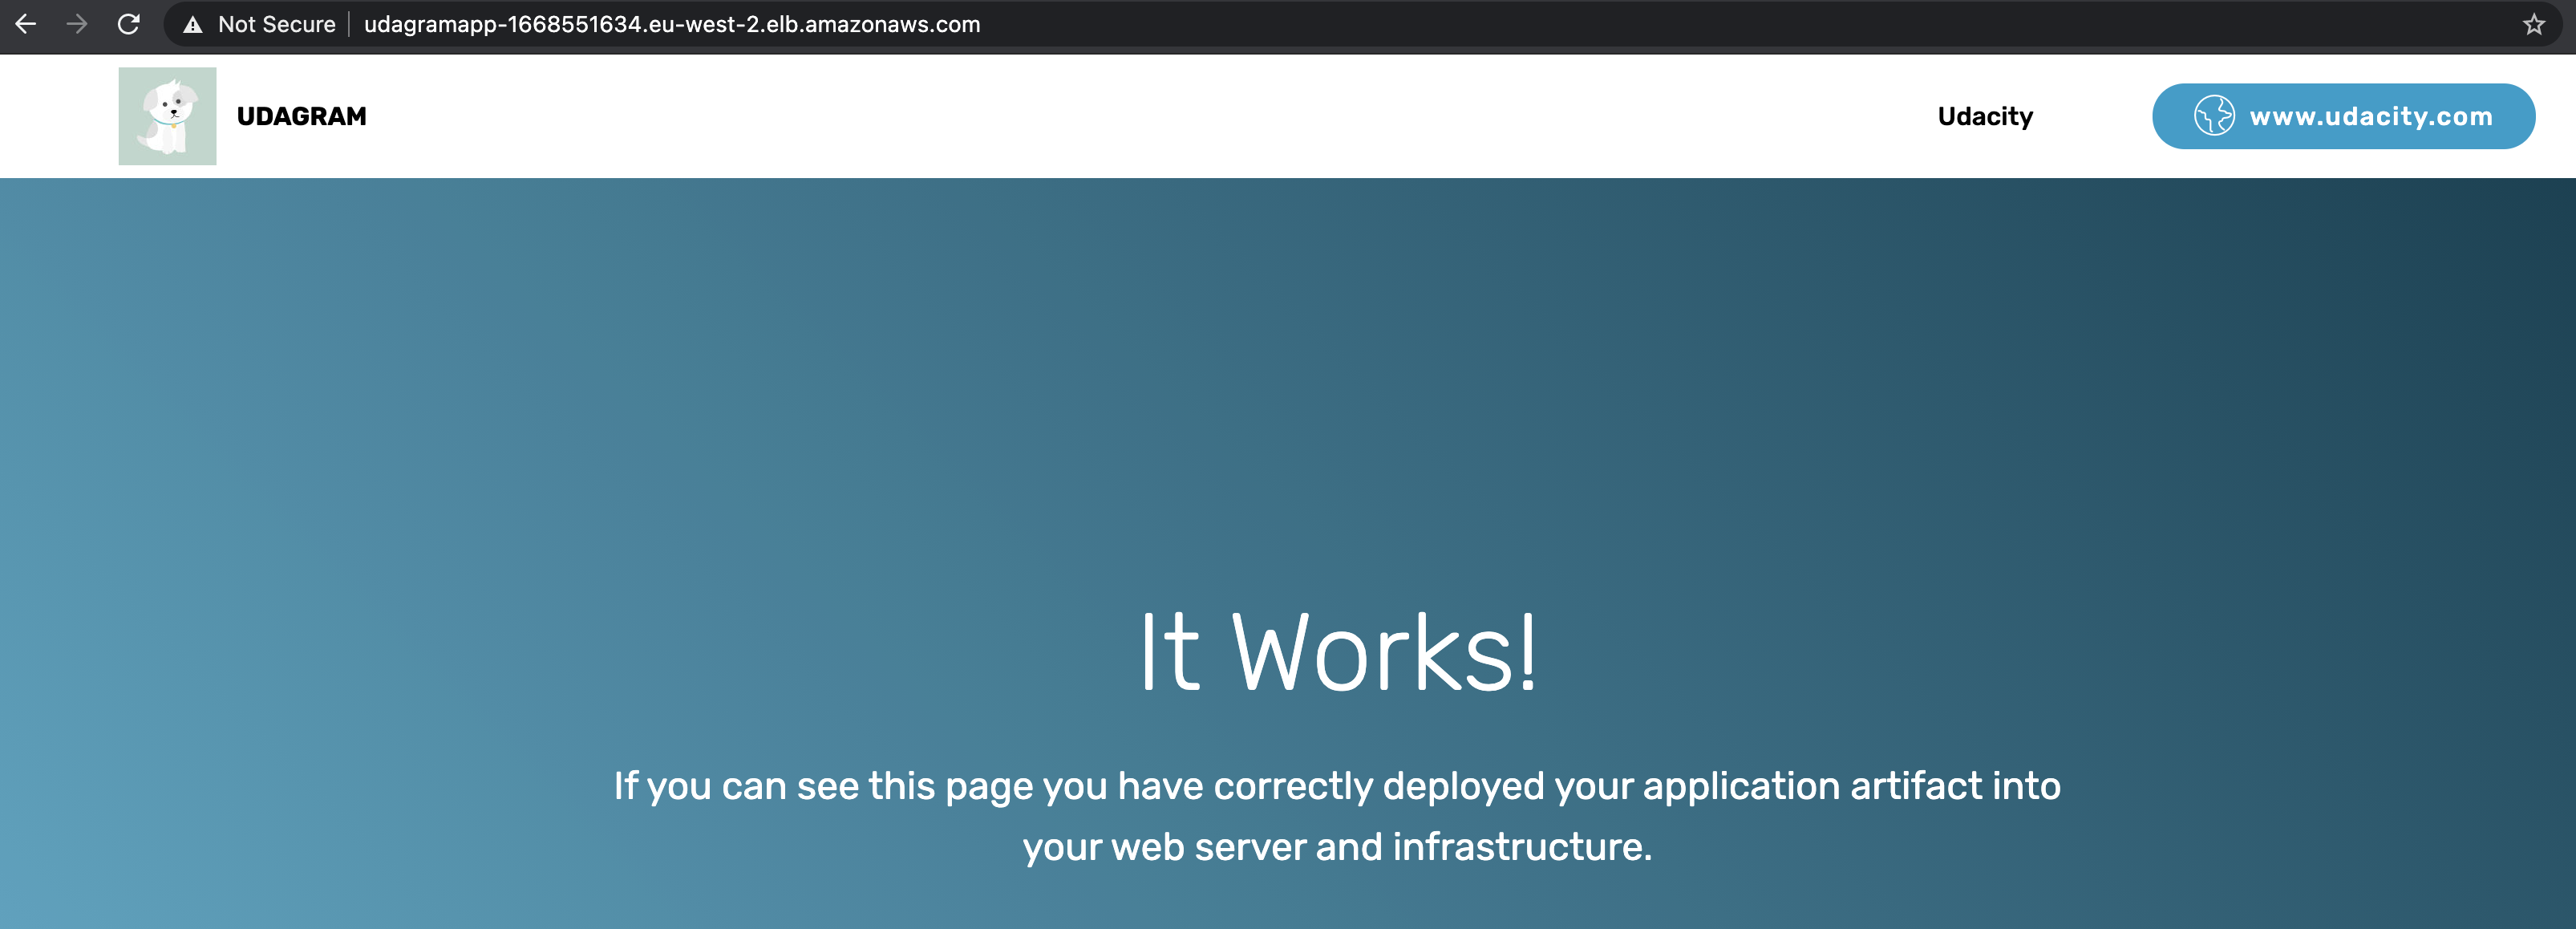 Not Secure udagramapp-1668551634.eu-west-2.elb.amazonaws.com
UDAGRAM
Udacity
www.udacity.com
It Works!
If you can see this page you have correctly deployed your application artifact into
your web server and infrastructure.